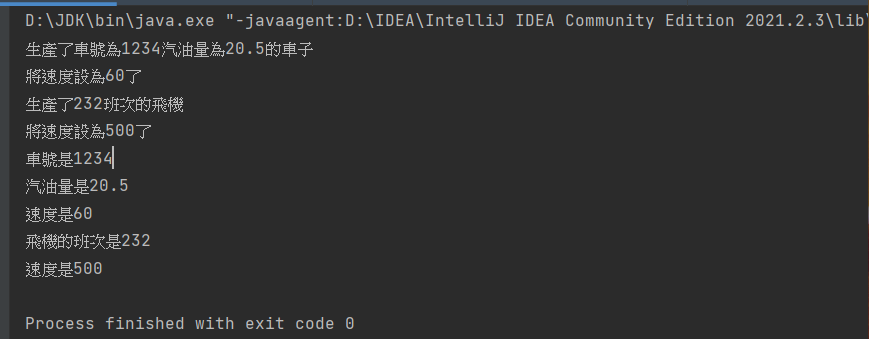 D:\JDK\bin\java.exe "-javaagent:D:\IDEA\IntelliJ IDEA Community Edition 2021.2.3\lib\
生產了車號為1234汽油量為20.5的車子
將速度設為60了
生產了232班次的飛機
將速度設為500了
車號是1234
汽油量是20.5
速度是60
飛機的班次是232
速度是500
Process finished with exit code 0